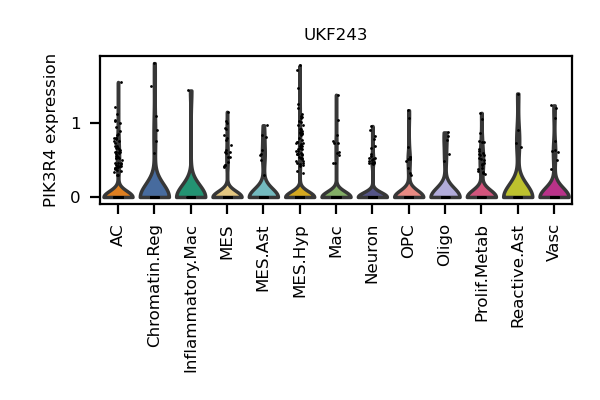 UKF243
PIK3R4 expression
1
0
AC
Chromatin.Reg
Inflammatory.Mac
MES
MES.Ast
MES.Hyp
Mac
Neuron
OPC
Oligo
Prolif.Metab
Reactive.Ast
Vasc